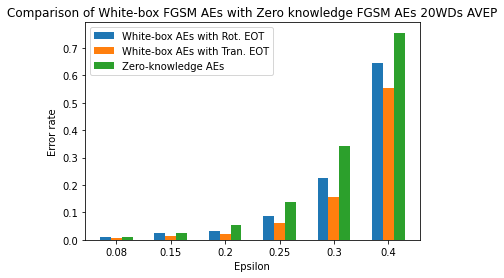 Comparison of White-box FGSM AEs with Zero knowledge FGSM AEs 20WDs AVEP
White-box AEs with Rot. EOT
White-box AEs with Tran. EOT
Zero-knowledge AEs
Error rate
0.7
0.6
0.5
0.4
0.3
0.2
0.1
0.0
0.08 0.15 0.2 0.25 0.3 0.4
Epsilon